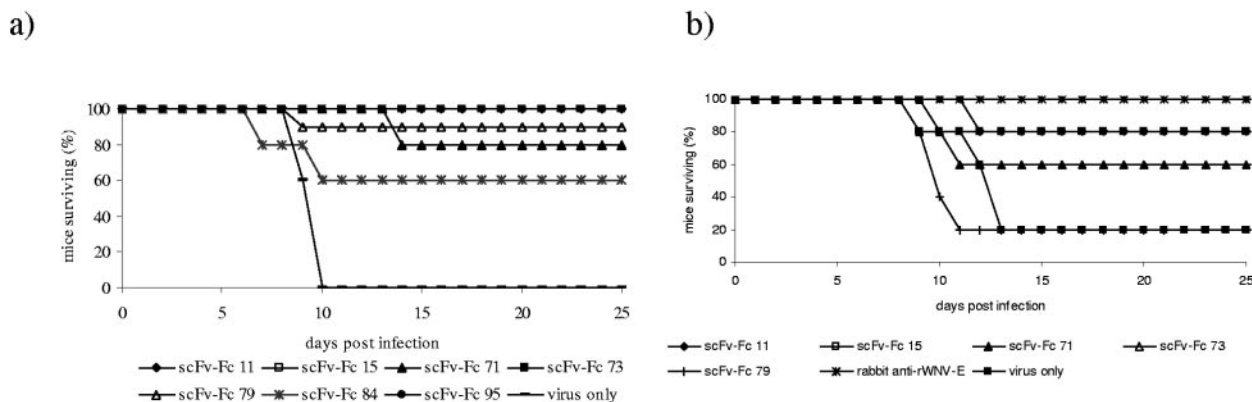 a)
mice surviving (%)
100
80
60
40
20
0
0 5 10 15 20 25
days post infection
scFv-Fc 11 scFv-Fc 15 scFv-Fc 71 scFv-Fc 73
scFv-Fc 79 scFv-Fc 84 scFv-Fc 95 virus only
b)
mice surviving (%)
100
80
60
40
20
0
0 5 10 15 20 25
days post infection
scFv-Fc 11 scFv-Fc 15 scFv-Fc 71 scFv-Fc 73
scFv-Fc 79 rabbit anti-rWNV-E virus only